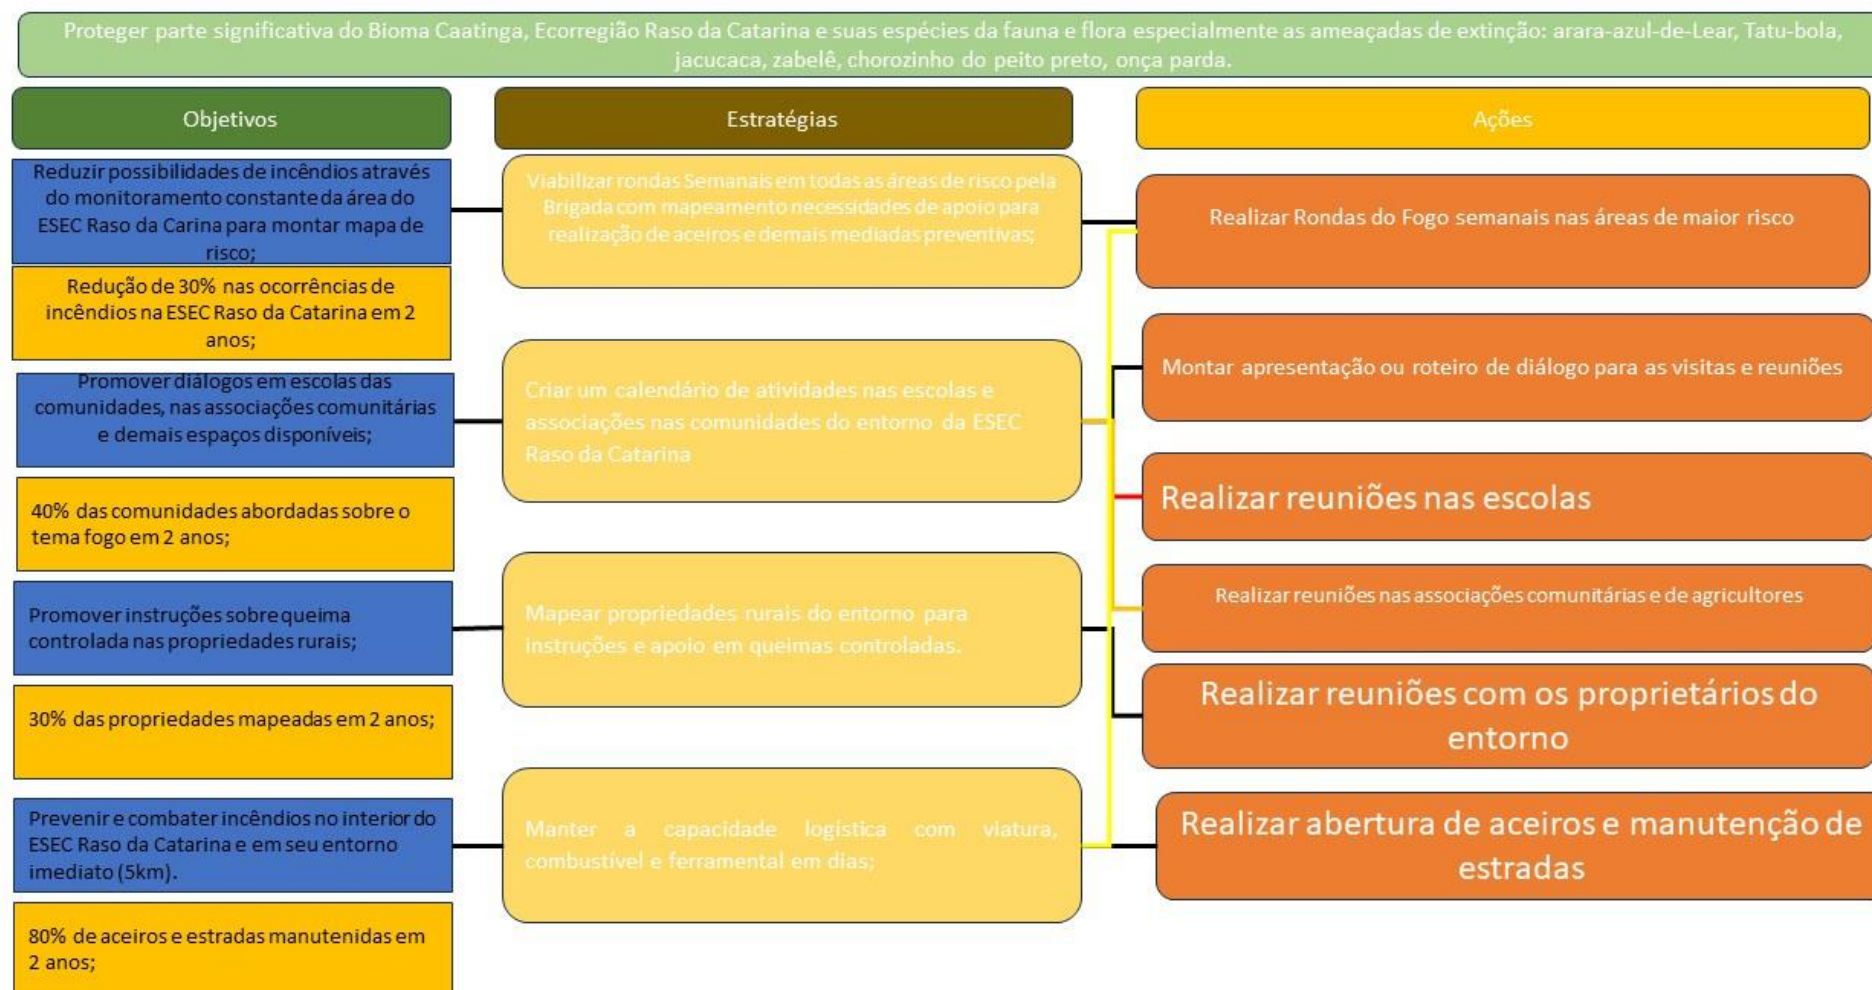 Proteger parte significativa do Bioma Caatinga, Ecorregião Raso da Catarina e suas espécies da fauna e flora especialmente as ameaçadas de extinção: arara-azul-de-Lear, Tatu-bola,
jacucaca, zabelê, chorozinho do peito preto, onça parda.
Objetivos
Estratégias
Ações
Reduzir possibilidades de incêndios através
do monitoramento constante da área do
ESEC Raso da Carina para montar mapa de
risco;
Redução de 30% nas ocorrências de
incêndios na ESEC Raso da Catarina em 2
anos;
Promover diálogos em escolas das
comunidades, nas associações comunitárias
e demais espaços disponíveis;
40% das comunidades abordadas sobre o
tema fogo em 2 anos;
Promover instruções sobre queima
controlada nas propriedades rurais;
30% das propriedades mapeadas em 2 anos;
Prevenir e combater incêndios no interior do
ESEC Raso da Catarina e em seu entorno
imediato (5km).
80% de aceiros e estradas manutenidas em
2 anos;
Viabilizar rondas Semanais em todas as áreas de risco pela
Brigada com mapeamento necessidades de apoio para
realização de aceiros e demais mediadas preventivas;
Criar um calendário de atividades nas escolas e
associações nas comunidades do entorno da ESEC
Raso da Catarina
Mapear propriedades rurais do entorno para
instruções e apoio em queimas controladas.
Manter a capacidade logística com viatura,
combustível e ferramental em dias;
Realizar Rondas do Fogo semanais nas áreas de maior risco
Montar apresentação ou roteiro de diálogo para as visitas e reuniões
Realizar reuniões nas escolas
Realizar reuniões nas associações comunitárias e de agricultores
Realizar reuniões com os proprietários do
entorno
Realizar abertura de aceiros e manutenção de
estradas